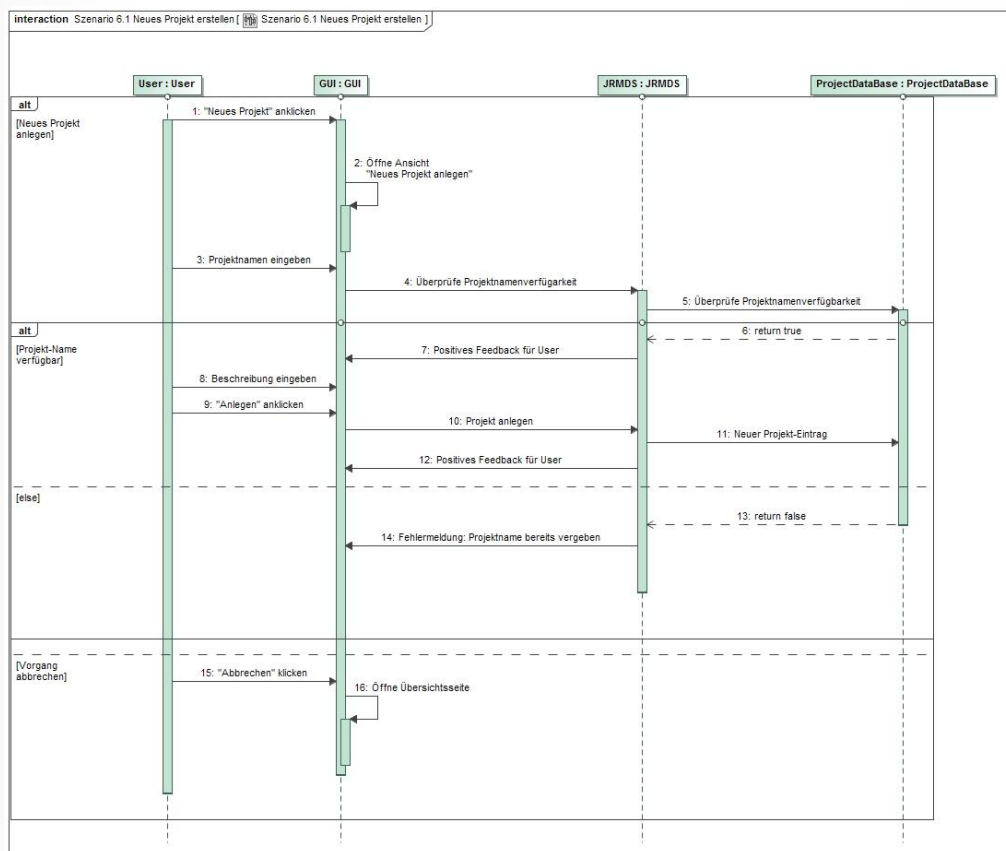 interaction Szenario 6.1 Neues Projekt erstellen [ Szenario 6.1 Neues Projekt erstellen ]
User : User
GUI : GUI
JRMDS : JRMDS
ProjectDataBase : ProjectDataBase
alt
[Neues Projekt
anlegen]
1: "Neues Projekt" anklicken
2: Öffne Ansicht
"Neues Projekt anlegen"
3: Projektnamen eingeben
4: Überprüfe Projektnamenverfügarkeit
5: Überprüfe Projektnamenverfügbarkeit
alt
[Projekt-Name
verfügbar]
6: return true
7: Positives Feedback für User
8: Beschreibung eingeben
9: "Anlegen" anklicken
10: Projekt anlegen
11: Neuer Projekt-Eintrag
12: Positives Feedback für User
[else]
13: return false
14: Fehlermeldung: Projektname bereits vergeben
[Vorgang
abbrechen]
15: "Abbrechen" klicken
16: Öffne Übersichtsseite